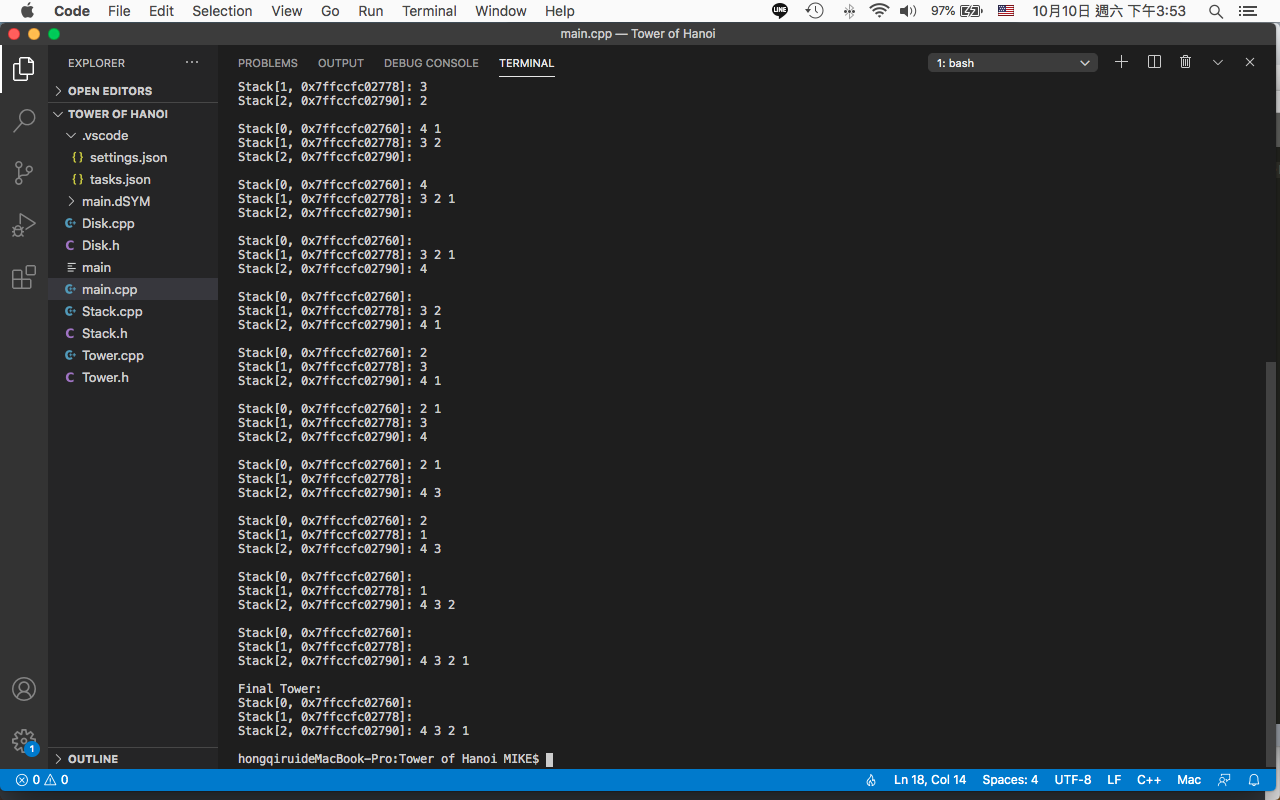 Code File Edit Selection View Go Run Terminal Window Help LINE 97% 10月10日 週六 下午3:53
main.cpp — Tower of Hanoi
EXPLORER ···
OPEN EDITORS
TOWER OF HANOI
.vscode
{} settings.json
{} tasks.json
main.dSYM
Disk.cpp
C Disk.h
main
main.cpp
Stack.cpp
C Stack.h
Tower.cpp
C Tower.h
OUTLINE
1
PROBLEMS OUTPUT DEBUG CONSOLE TERMINAL 1: bash
Stack[1, 0x7ffccfc02778]: 3
Stack[2, 0x7ffccfc02790]: 2
Stack[0, 0x7ffccfc02760]: 4 1
Stack[1, 0x7ffccfc02778]: 3 2
Stack[2, 0x7ffccfc02790]:
Stack[0, 0x7ffccfc02760]: 4
Stack[1, 0x7ffccfc02778]: 3 2 1
Stack[2, 0x7ffccfc02790]:
Stack[0, 0x7ffccfc02760]:
Stack[1, 0x7ffccfc02778]: 3 2 1
Stack[2, 0x7ffccfc02790]: 4
Stack[0, 0x7ffccfc02760]:
Stack[1, 0x7ffccfc02778]: 3 2
Stack[2, 0x7ffccfc02790]: 4 1
Stack[0, 0x7ffccfc02760]: 2
Stack[1, 0x7ffccfc02778]: 3
Stack[2, 0x7ffccfc02790]: 4 1
Stack[0, 0x7ffccfc02760]: 2 1
Stack[1, 0x7ffccfc02778]: 3
Stack[2, 0x7ffccfc02790]: 4
Stack[0, 0x7ffccfc02760]: 2 1
Stack[1, 0x7ffccfc02778]:
Stack[2, 0x7ffccfc02790]: 4 3
Stack[0, 0x7ffccfc02760]: 2
Stack[1, 0x7ffccfc02778]: 1
Stack[2, 0x7ffccfc02790]: 4 3
Stack[0, 0x7ffccfc02760]:
Stack[1, 0x7ffccfc02778]: 1
Stack[2, 0x7ffccfc02790]: 4 3 2
Stack[0, 0x7ffccfc02760]:
Stack[1, 0x7ffccfc02778]:
Stack[2, 0x7ffccfc02790]: 4 3 2 1
Final Tower:
Stack[0, 0x7ffccfc02760]:
Stack[1, 0x7ffccfc02778]:
Stack[2, 0x7ffccfc02790]: 4 3 2 1
hongqiruideMacBook-Pro:Tower of Hanoi MIKE$
0 0 Ln 18, Col 14 Spaces: 4 UTF-8 LF C++ Mac